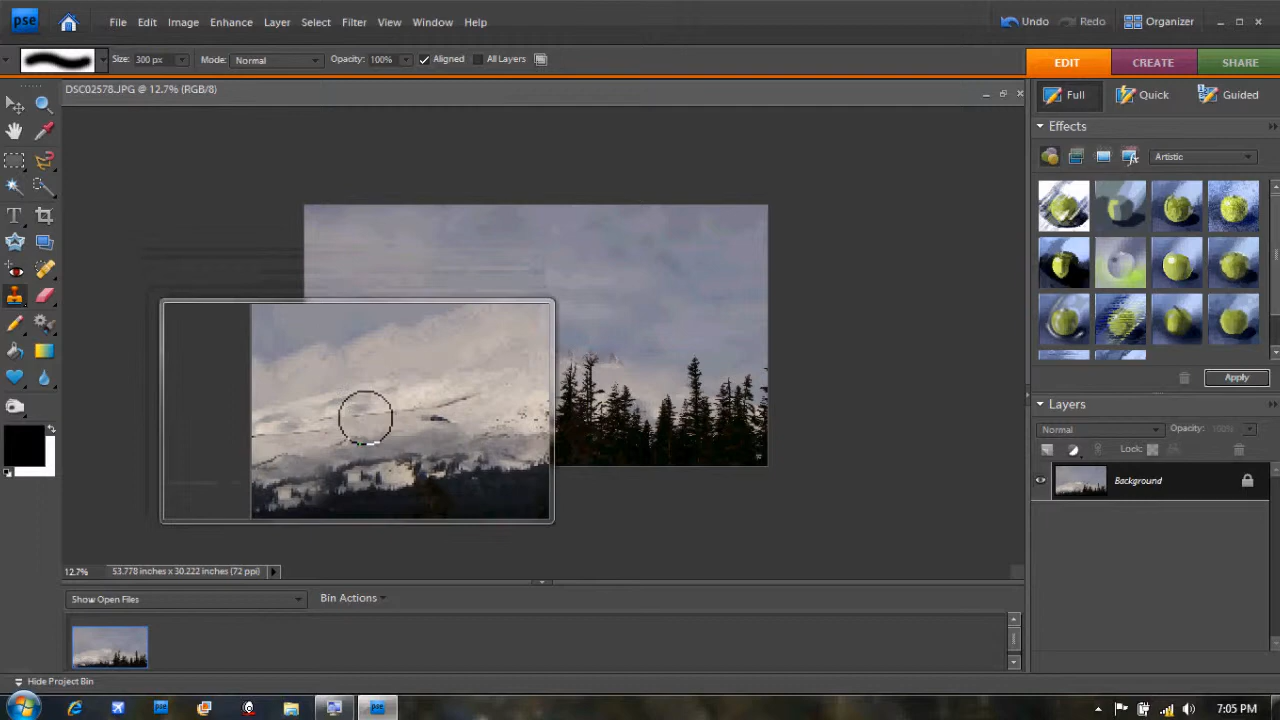 pse File Edit Image Enhance Layer Select Filter View Window Help Undo Redo Organizer
Size: 300 px Mode: Normal Opacity: 100% Aligned All Layers EDIT CREATE SHARE
DSC02578.JPG @ 12.7% (RGB/8) Full Quick Guided
Effects
Artistic
Apply
Layers
Normal Opacity: 100%
Lock:
Background
12.7% 53.778 inches x 30.222 inches (72 ppi)
Show Open Files Bin Actions
Hide Project Bin
pse pse 7:05 PM